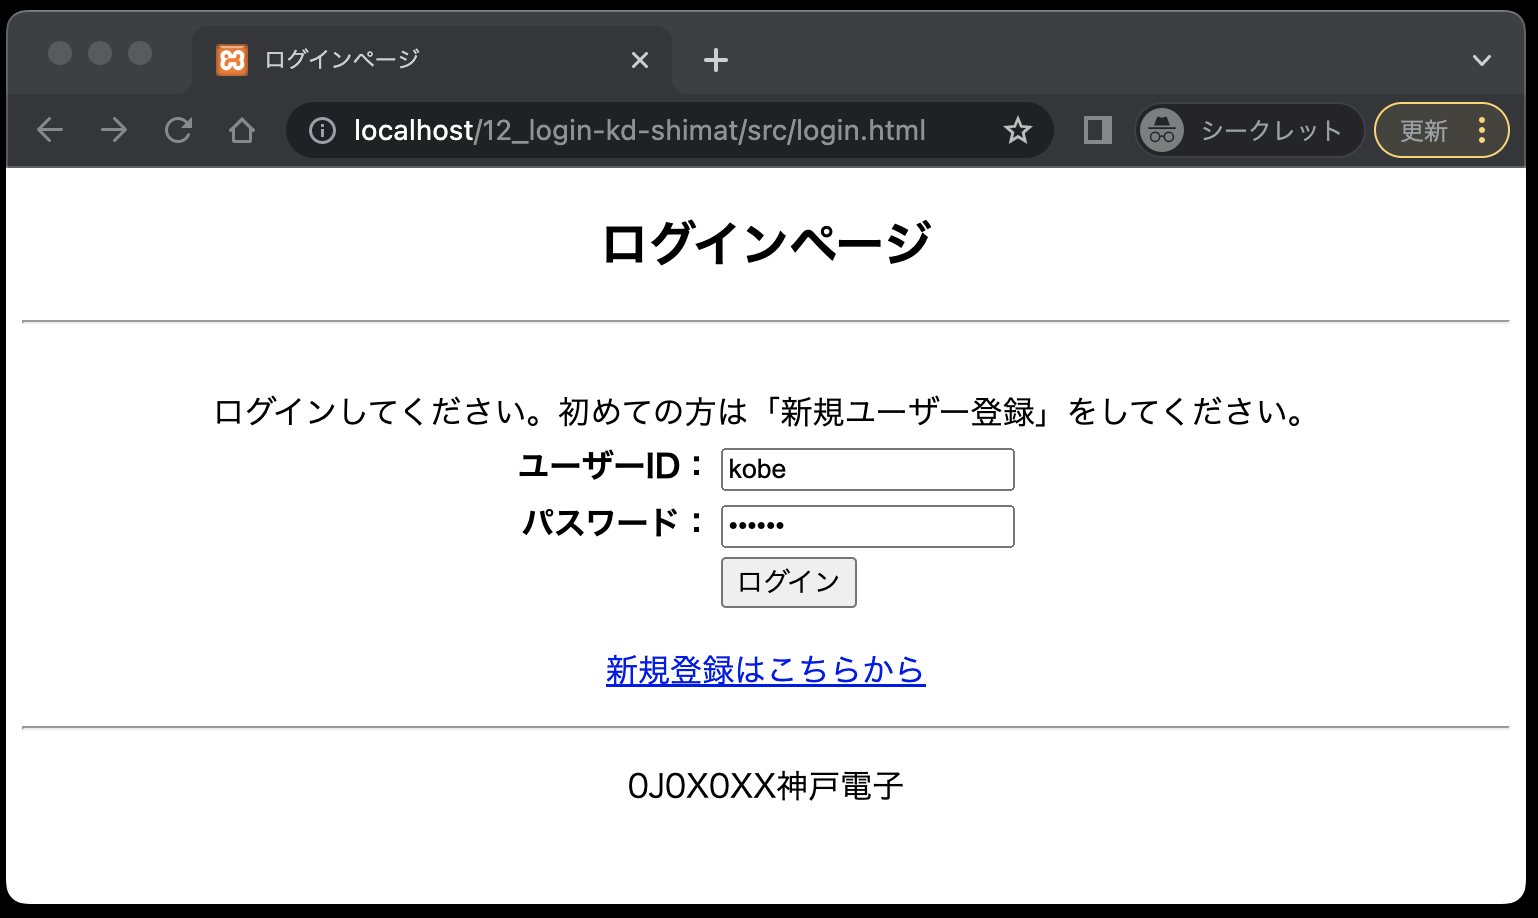 ログインページ
localhost/12_login-kd-shimat/src/login.html
シークレット
更新
ログインページ
ログインしてください。初めての方は「新規ユーザー登録」をしてください。
ユーザーID： kobe
パスワード： ••••••
ログイン
新規登録はこちらから
0J0X0XX神戸電子